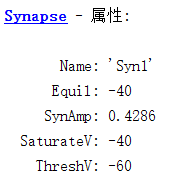 Synapse - 属性:
Name: 'Syn1'
Equil: -40
SynAmp: 0.4286
SaturateV: -40
ThreshV: -60